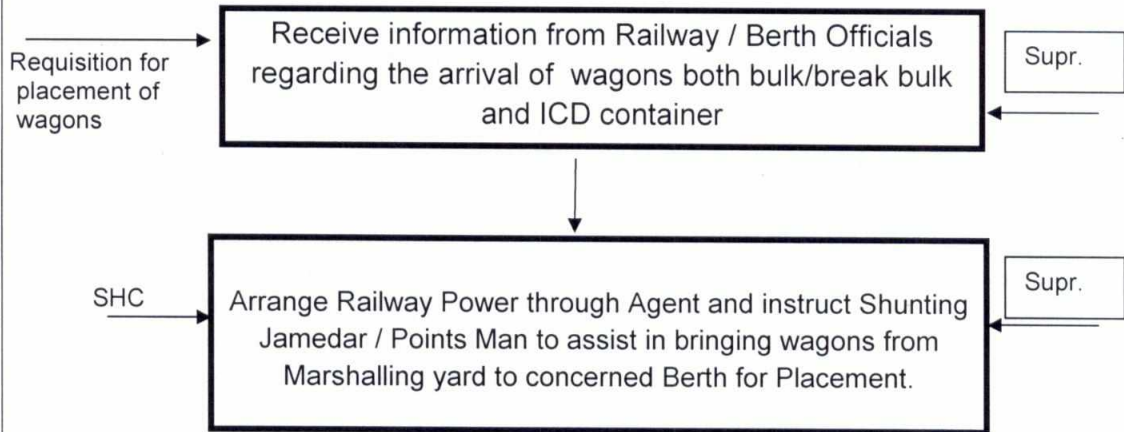 Requisition for
placement of
wagons
Receive information from Railway / Berth Officials
regarding the arrival of wagons both bulk/break bulk
and ICD container
Supr.
SHC
Arrange Railway Power through Agent and instruct Shunting
Jamedar / Points Man to assist in bringing wagons from
Marshalling yard to concerned Berth for Placement.
Supr.